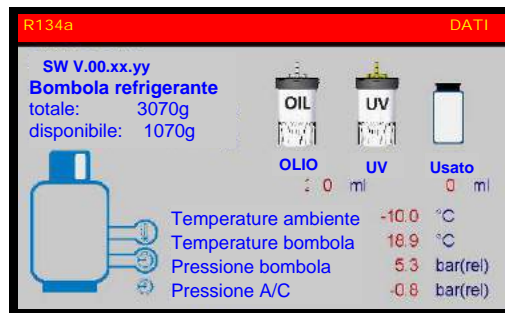 R134a DATI
SW V.00.xx.yy
Bombola refrigerante
totale: 3070g
disponibile: 1070g
OIL UV
OLIO UV Usato
0 ml 0 ml
Temperature ambiente -10.0 °C
Temperature bombola 18.9 °C
Pressione bombola 5.3 bar(rel)
Pressione A/C -0.8 bar(rel)